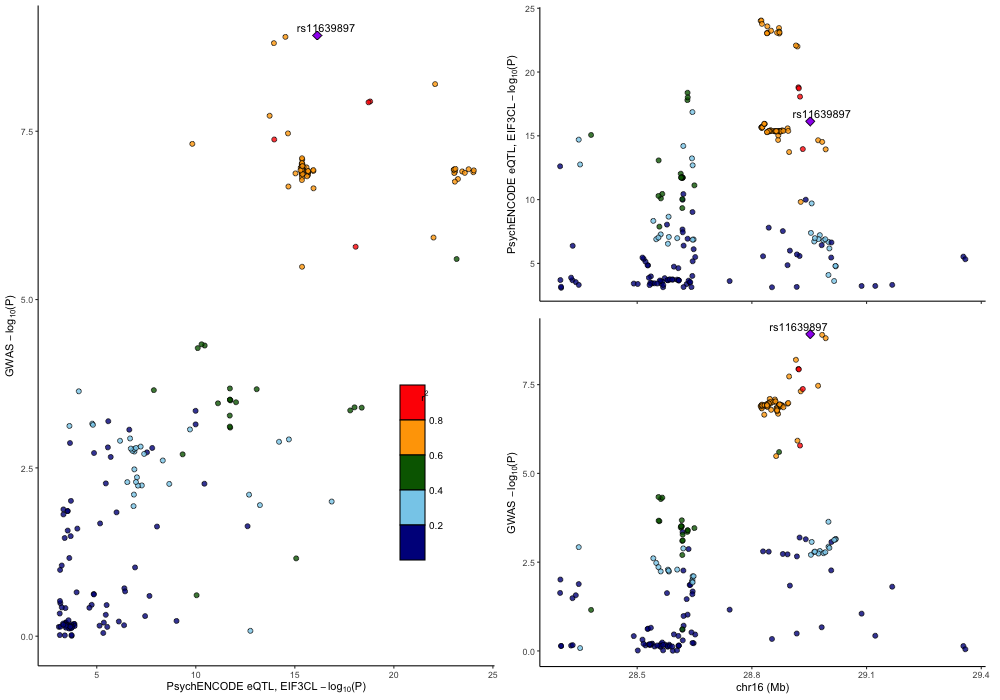 rs11639897
7.5
5.0
2.5
0.0
GWAS − log10(P)
5
10
15
20
25
PsychENCODE eQTL, EIF3CL − log10(P)
r2
0.8
0.6
0.4
0.2
25
20
15
10
5
PsychENCODE eQTL, EIF3CL − log10(P)
rs11639897
rs11639897
7.5
5.0
2.5
0.0
GWAS − log10(P)
28.5
28.8
29.1
29.4
chr16 (Mb)